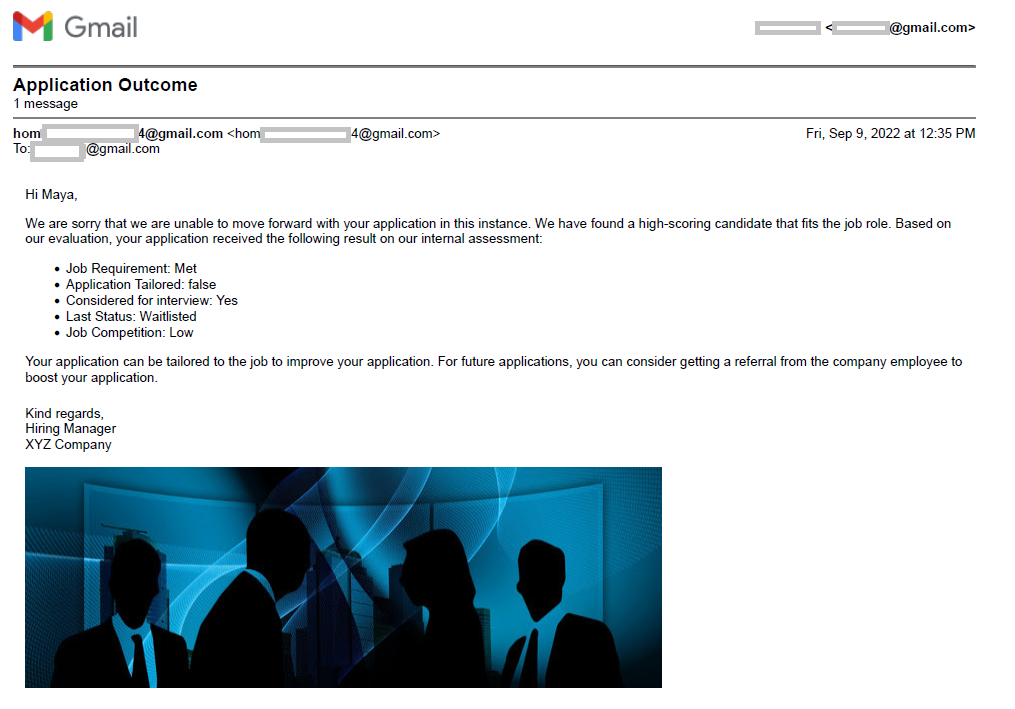 Gmail
<@gmail.com>
Application Outcome
1 message
hom 4@gmail.com <hom 4@gmail.com> Fri, Sep 9, 2022 at 12:35 PM
To: @gmail.com
Hi Maya,
We are sorry that we are unable to move forward with your application in this instance. We have found a high-scoring candidate that fits the job role. Based on
our evaluation, your application received the following result on our internal assessment:
• Job Requirement: Met
• Application Tailored: false
• Considered for interview: Yes
• Last Status: Waitlisted
• Job Competition: Low
Your application can be tailored to the job to improve your application. For future applications, you can consider getting a referral from the company employee to
boost your application.
Kind regards,
Hiring Manager
XYZ Company